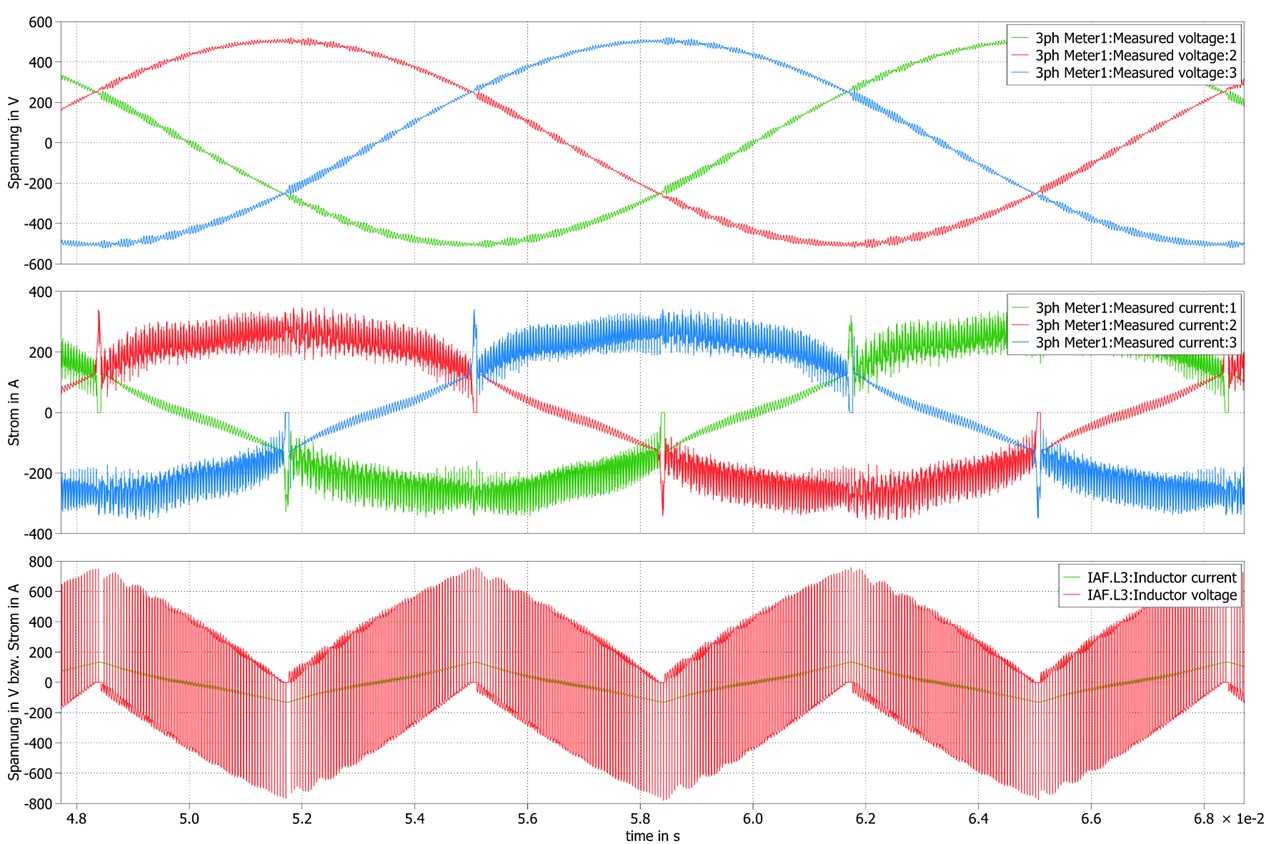 600
400
200
0
-200
-400
-600
Spannung in V
3ph Meter1:Measured voltage:1
3ph Meter1:Measured voltage:2
3ph Meter1:Measured voltage:3
400
200
0
-200
-400
Strom in A
3ph Meter1:Measured current:1
3ph Meter1:Measured current:2
3ph Meter1:Measured current:3
800
600
400
200
0
-200
-400
-600
-800
Spannung in V bzw. Strom in A
IAF.L3:Inductor current
IAF.L3:Inductor voltage
4.8 5.0 5.2 5.4 5.6 5.8 6.0 6.2 6.4 6.6 6.8 × 1e-2
time in s